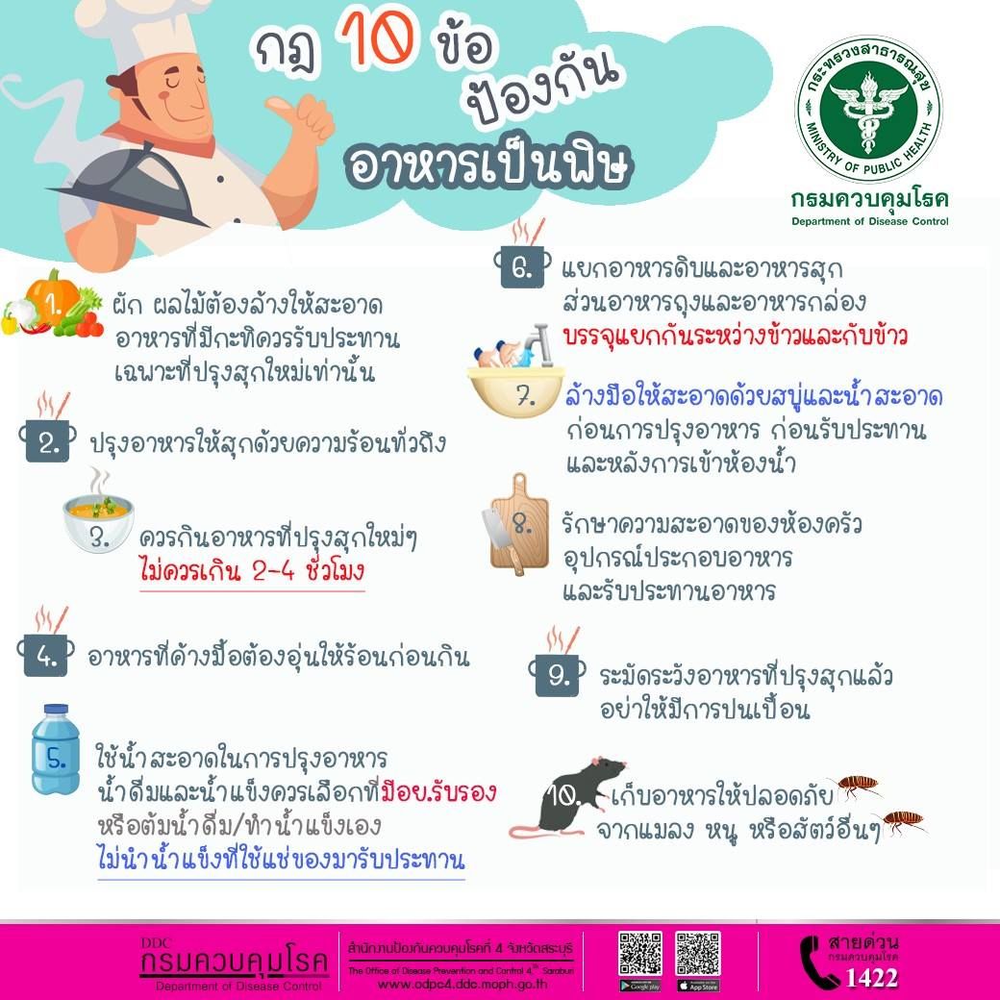 กฎ 10 ข้อ
ป้องกัน
อาหารเป็นพิษ
กระทรวงสาธารณสุข
MINISTRY OF PUBLIC HEALTH
กรมควบคุมโรค
Department of Disease Control
1. ผัก ผลไม้ต้องล้างให้สะอาด
อาหารที่มีกะทิควรรับประทาน
เฉพาะที่ปรุงสุกใหม่เท่านั้น
2. ปรุงอาหารให้สุกด้วยความร้อนทั่วถึง
3. ควรกินอาหารที่ปรุงสุกใหม่ๆ
ไม่ควรเกิน 2-4 ชั่วโมง
4. อาหารที่ค้างมื้อต้องอุ่นให้ร้อนก่อนกิน
5. ใช้น้ำสะอาดในการปรุงอาหาร
น้ำดื่มและน้ำแข็งควรเลือกที่มีอย.รับรอง
หรือต้มน้ำดื่ม/ทำน้ำแข็งเอง
ไม่นำน้ำแข็งที่ใช้แช่ของมารับประทาน
6. แยกอาหารดิบและอาหารสุก
ส่วนอาหารถุงและอาหารกล่อง
บรรจุแยกกันระหว่างข้าวและกับข้าว
7. ล้างมือให้สะอาดด้วยสบู่และน้ำสะอาด
ก่อนการปรุงอาหาร ก่อนรับประทาน
และหลังการเข้าห้องน้ำ
8. รักษาความสะอาดของห้องครัว
อุปกรณ์ประกอบอาหาร
และรับประทานอาหาร
9. ระมัดระวังอาหารที่ปรุงสุกแล้ว
อย่าให้มีการปนเปื้อน
10. เก็บอาหารให้ปลอดภัย
จากแมลง หนู หรือสัตว์อื่นๆ
DDC
กรมควบคุมโรค
Department of Disease Control
สำนักงานป้องกันควบคุมโรคที่ 4 จังหวัดสระบุรี
The Office of Disease Prevention and Control 4,th Saraburi
www.odpc4.ddc.moph.go.th
Google play
App Store
สายด่วน
กรมควบคุมโรค
1422